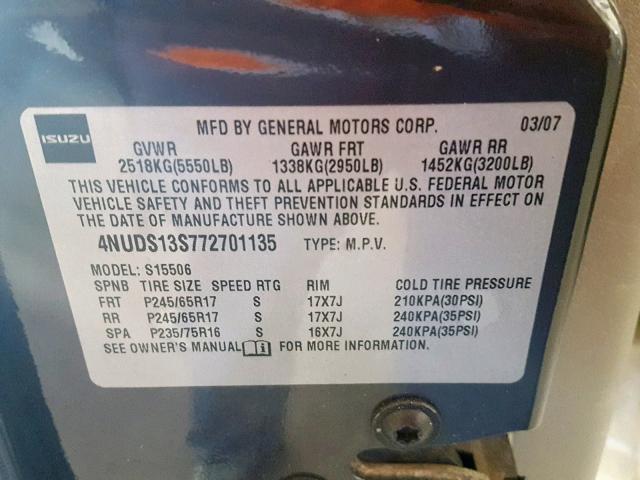 ISUZU
MFD BY GENERAL MOTORS CORP. 03/07
GVWR GAWR FRT GAWR RR
2518KG(5550LB) 1338KG(2950LB) 1452KG(3200LB)
THIS VEHICLE CONFORMS TO ALL APPLICABLE U.S. FEDERAL MOTOR
VEHICLE SAFETY AND THEFT PREVENTION STANDARDS IN EFFECT ON
THE DATE OF MANUFACTURE SHOWN ABOVE.
4NUDS13S772701135 TYPE: M.P.V.
MODEL: S15506
SPNB TIRE SIZE SPEED RTG RIM COLD TIRE PRESSURE
FRT P245/65R17 S 17X7J 210KPA(30PSI)
RR P245/65R17 S 17X7J 240KPA(35PSI)
SPA P235/75R16 S 16X7J 240KPA(35PSI)
SEE OWNER'S MANUAL FOR MORE INFORMATION.